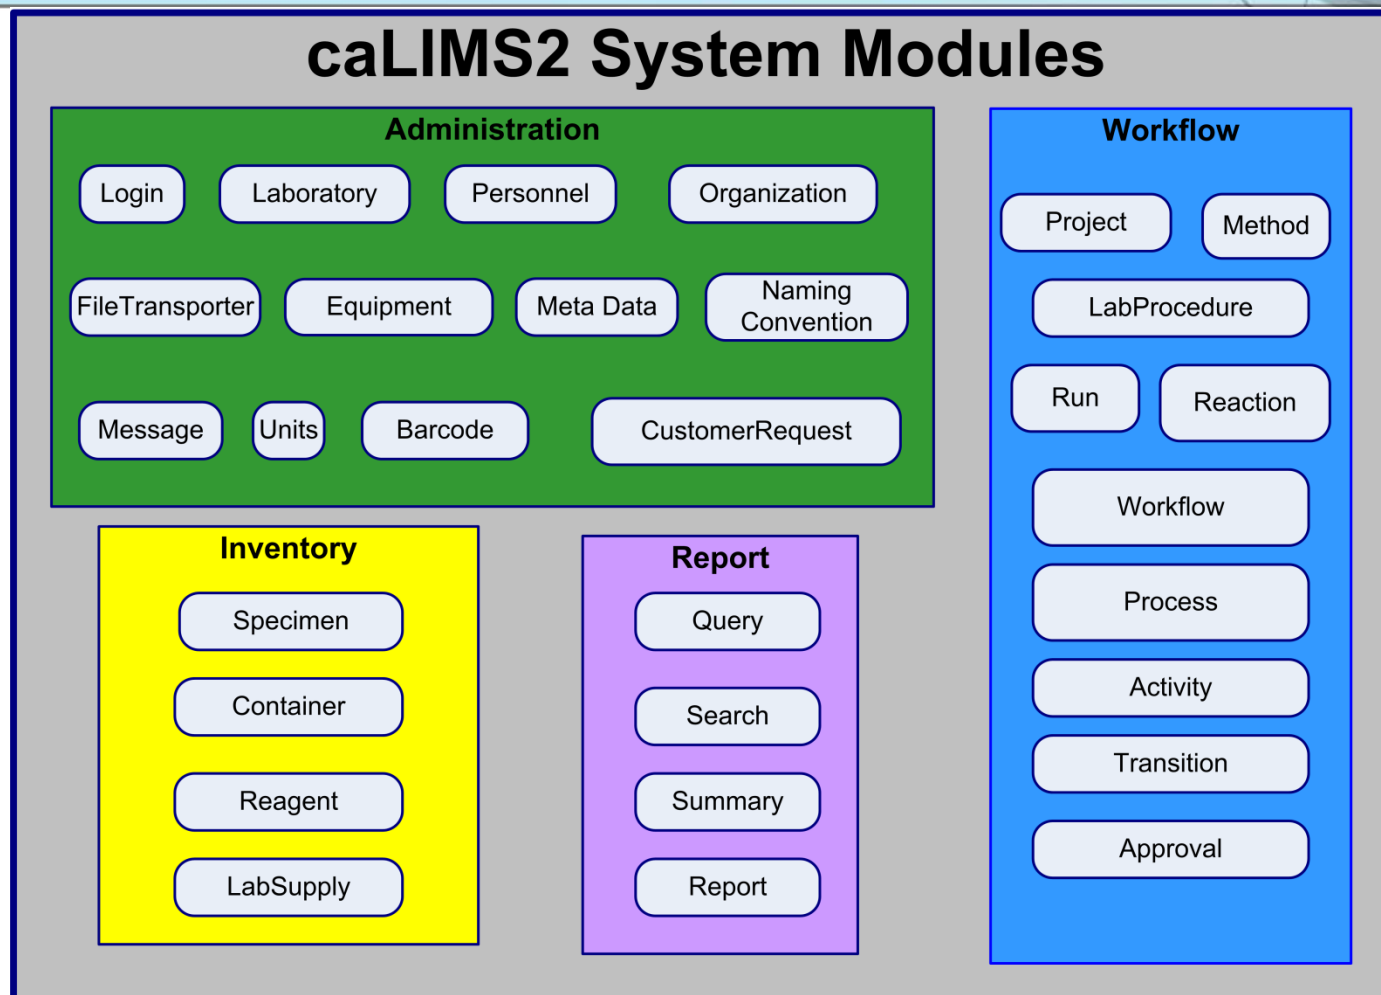 caLIMS2 System Modules
Administration
Login
Laboratory
Personnel
Organization
FileTransporter
Equipment
Meta Data
Naming
Convention
Message
Units
Barcode
CustomerRequest
Workflow
Project
Method
LabProcedure
Run
Reaction
Workflow
Process
Activity
Transition
Approval
Inventory
Specimen
Container
Reagent
LabSupply
Report
Query
Search
Summary
Report